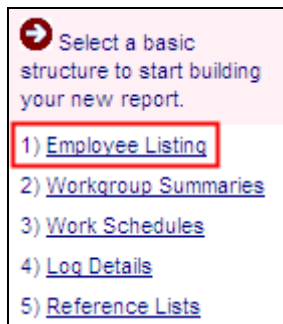 Select a basic
structure to start building
your new report.
1) Employee Listing
2) Workgroup Summaries
3) Work Schedules
4) Log Details
5) Reference Lists